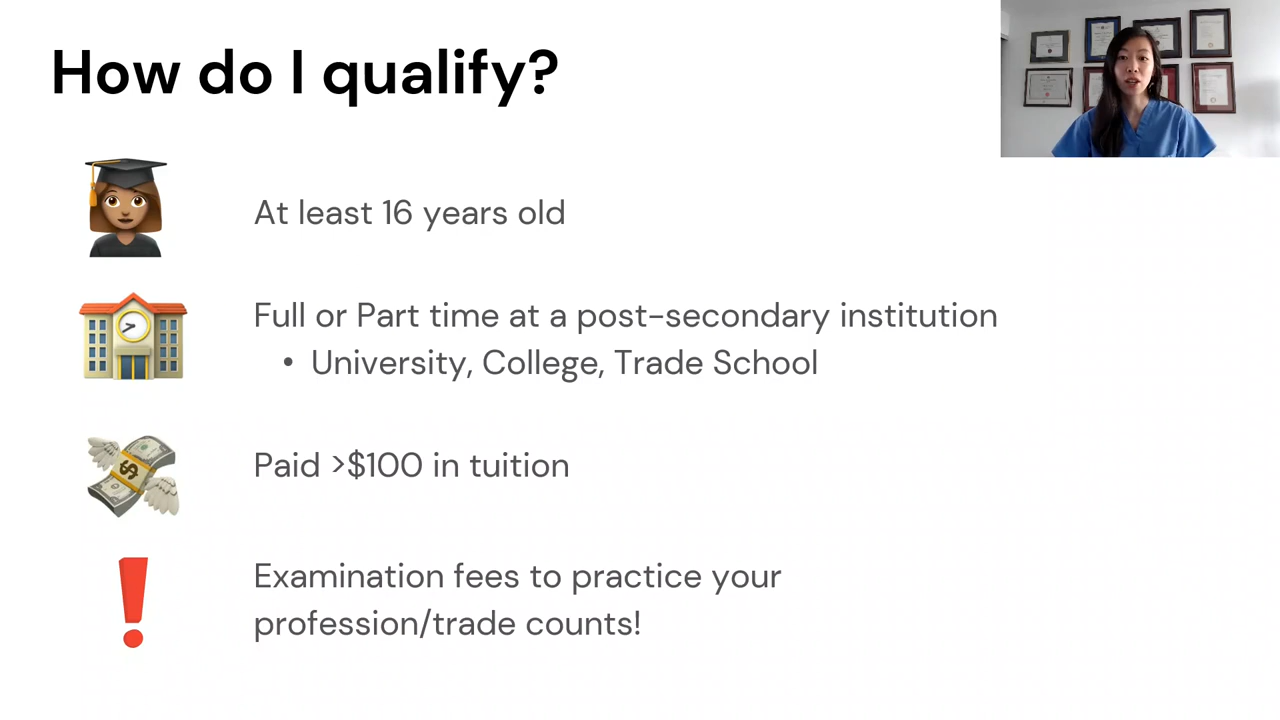 How do I qualify?
At least 16 years old
Full or Part time at a post-secondary institution
• University, College, Trade School
Paid >$100 in tuition
Examination fees to practice your
profession/trade counts!